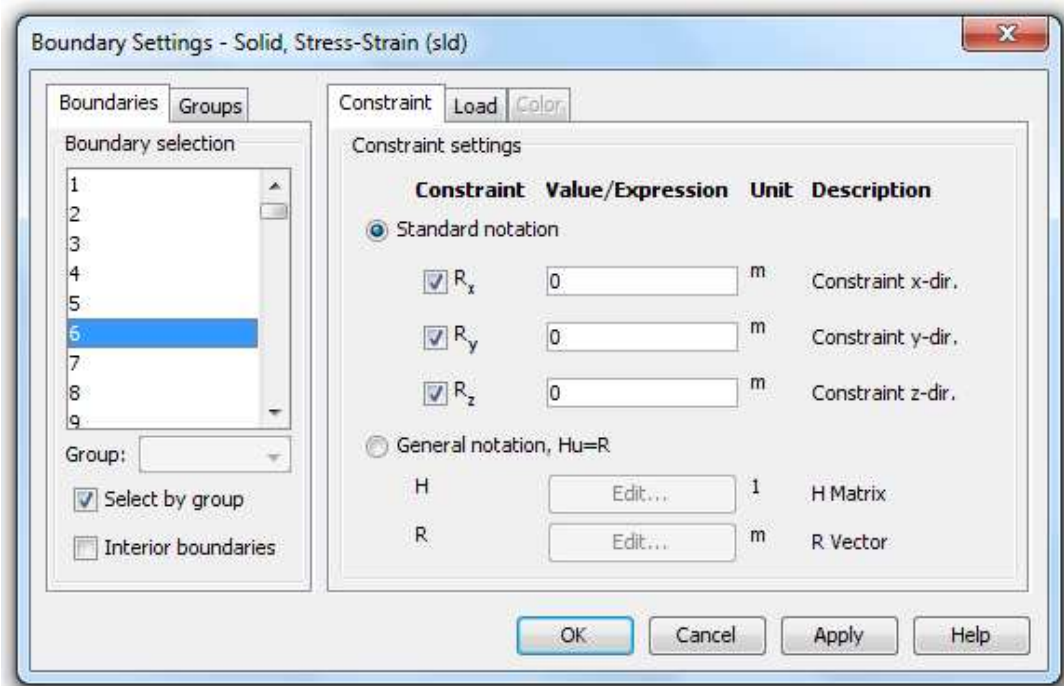 Boundary Settings - Solid, Stress-Strain (sld)
X
Boundaries Groups
Boundary selection
1
2
3
4
5
6
7
8
9
Group:
Select by group
Interior boundaries
Constraint Load Color
Constraint settings
Constraint Value/Expression Unit Description
Standard notation
Rx 0 m Constraint x-dir.
Ry 0 m Constraint y-dir.
Rz 0 m Constraint z-dir.
General notation, Hu=R
H Edit... 1 H Matrix
R Edit... m R Vector
OK Cancel Apply Help